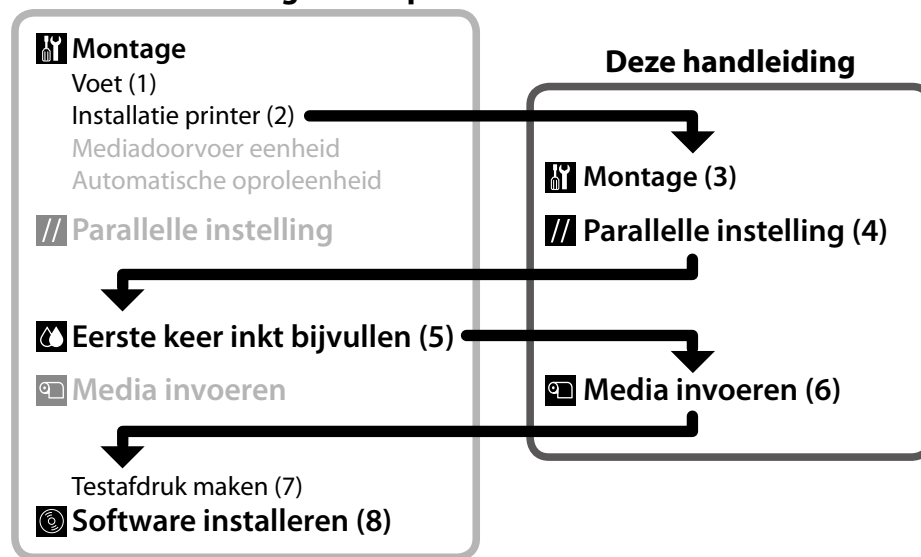 Montage
Voet (1)
Installatie printer (2)
Mediadoorvoer eenheid
Automatische oproleenheid
Parallelle instelling
Eerste keer inkt bijvullen (5)
Media invoeren
Testafdruk maken (7)
Software installeren (8)
Deze handleiding
Montage (3)
Parallelle instelling (4)
Media invoeren (6)